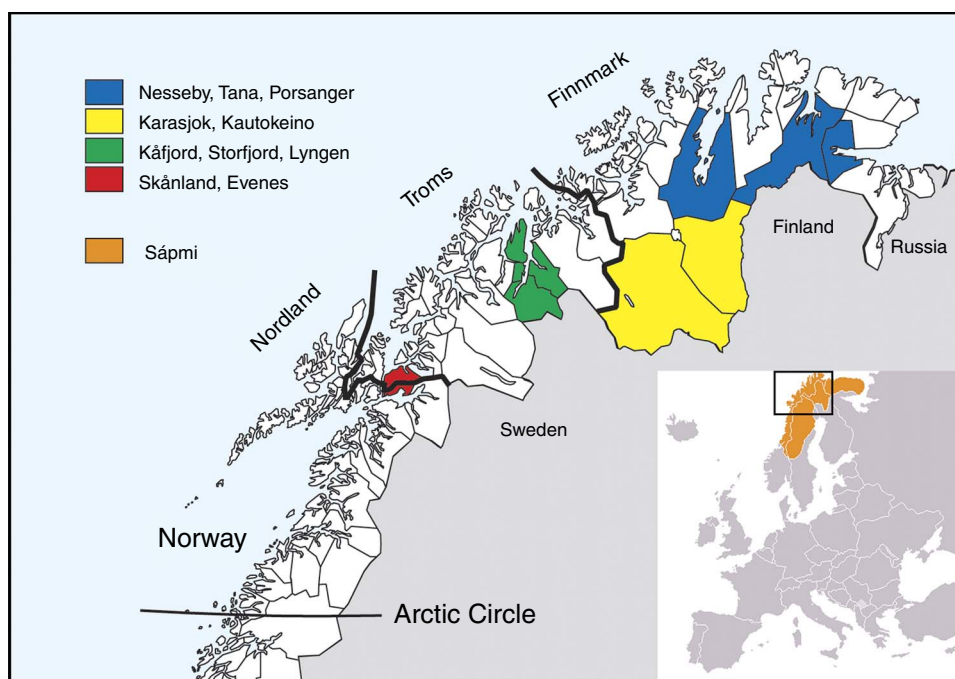 Nesseby, Tana, Porsanger
Karasjok, Kautokeino
Kåfjord, Storfjord, Lyngen
Skånland, Evenes
Sápmi
Finnmark
Troms
Nordland
Finland
Russia
Sweden
Norway
Arctic Circle